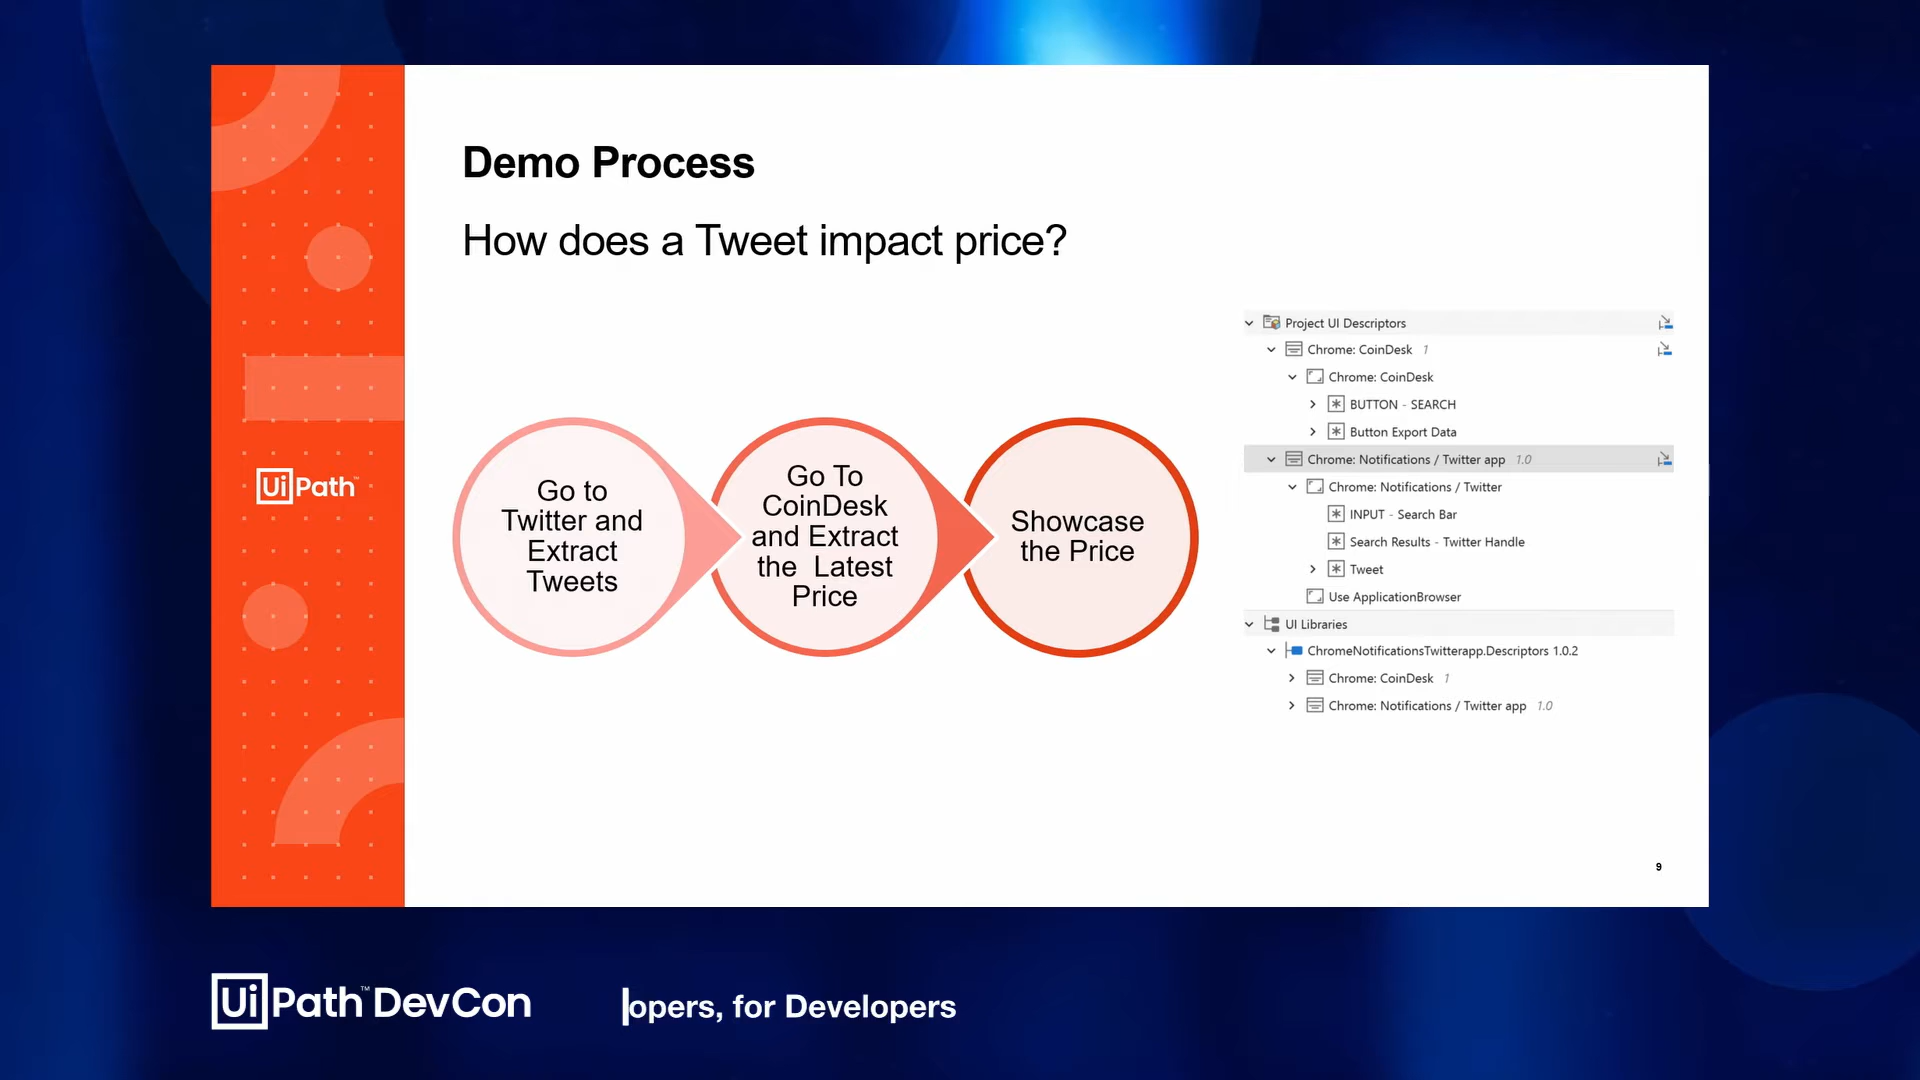 Demo Process
How does a Tweet impact price?
Go to
Twitter and
Extract
Tweets
Go To
CoinDesk
and Extract
the Latest
Price
Showcase
the Price
Project UI Descriptors
Chrome: CoinDesk 1
Chrome: CoinDesk
BUTTON - SEARCH
Button Export Data
Chrome: Notifications / Twitter app 1.0
Chrome: Notifications / Twitter
INPUT - Search Bar
Search Results - Twitter Handle
Tweet
Use ApplicationBrowser
UI Libraries
ChromeNotificationsTwitterapp.Descriptors 1.0.2
Chrome: CoinDesk 1
Chrome: Notifications / Twitter app 1.0
UiPath™
9
UiPath™ DevCon
opers, for Developers